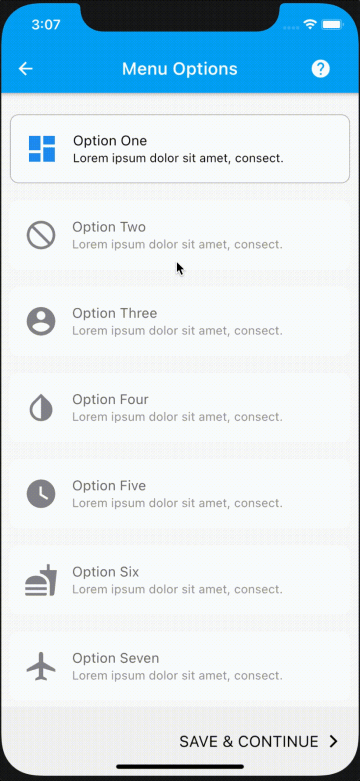 3:07
Menu Options
Option One
Lorem ipsum dolor sit amet, consect.
Option Two
Lorem ipsum dolor sit amet, consect.
Option Three
Lorem ipsum dolor sit amet, consect.
Option Four
Lorem ipsum dolor sit amet, consect.
Option Five
Lorem ipsum dolor sit amet, consect.
Option Six
Lorem ipsum dolor sit amet, consect.
Option Seven
Lorem ipsum dolor sit amet, consect.
SAVE & CONTINUE